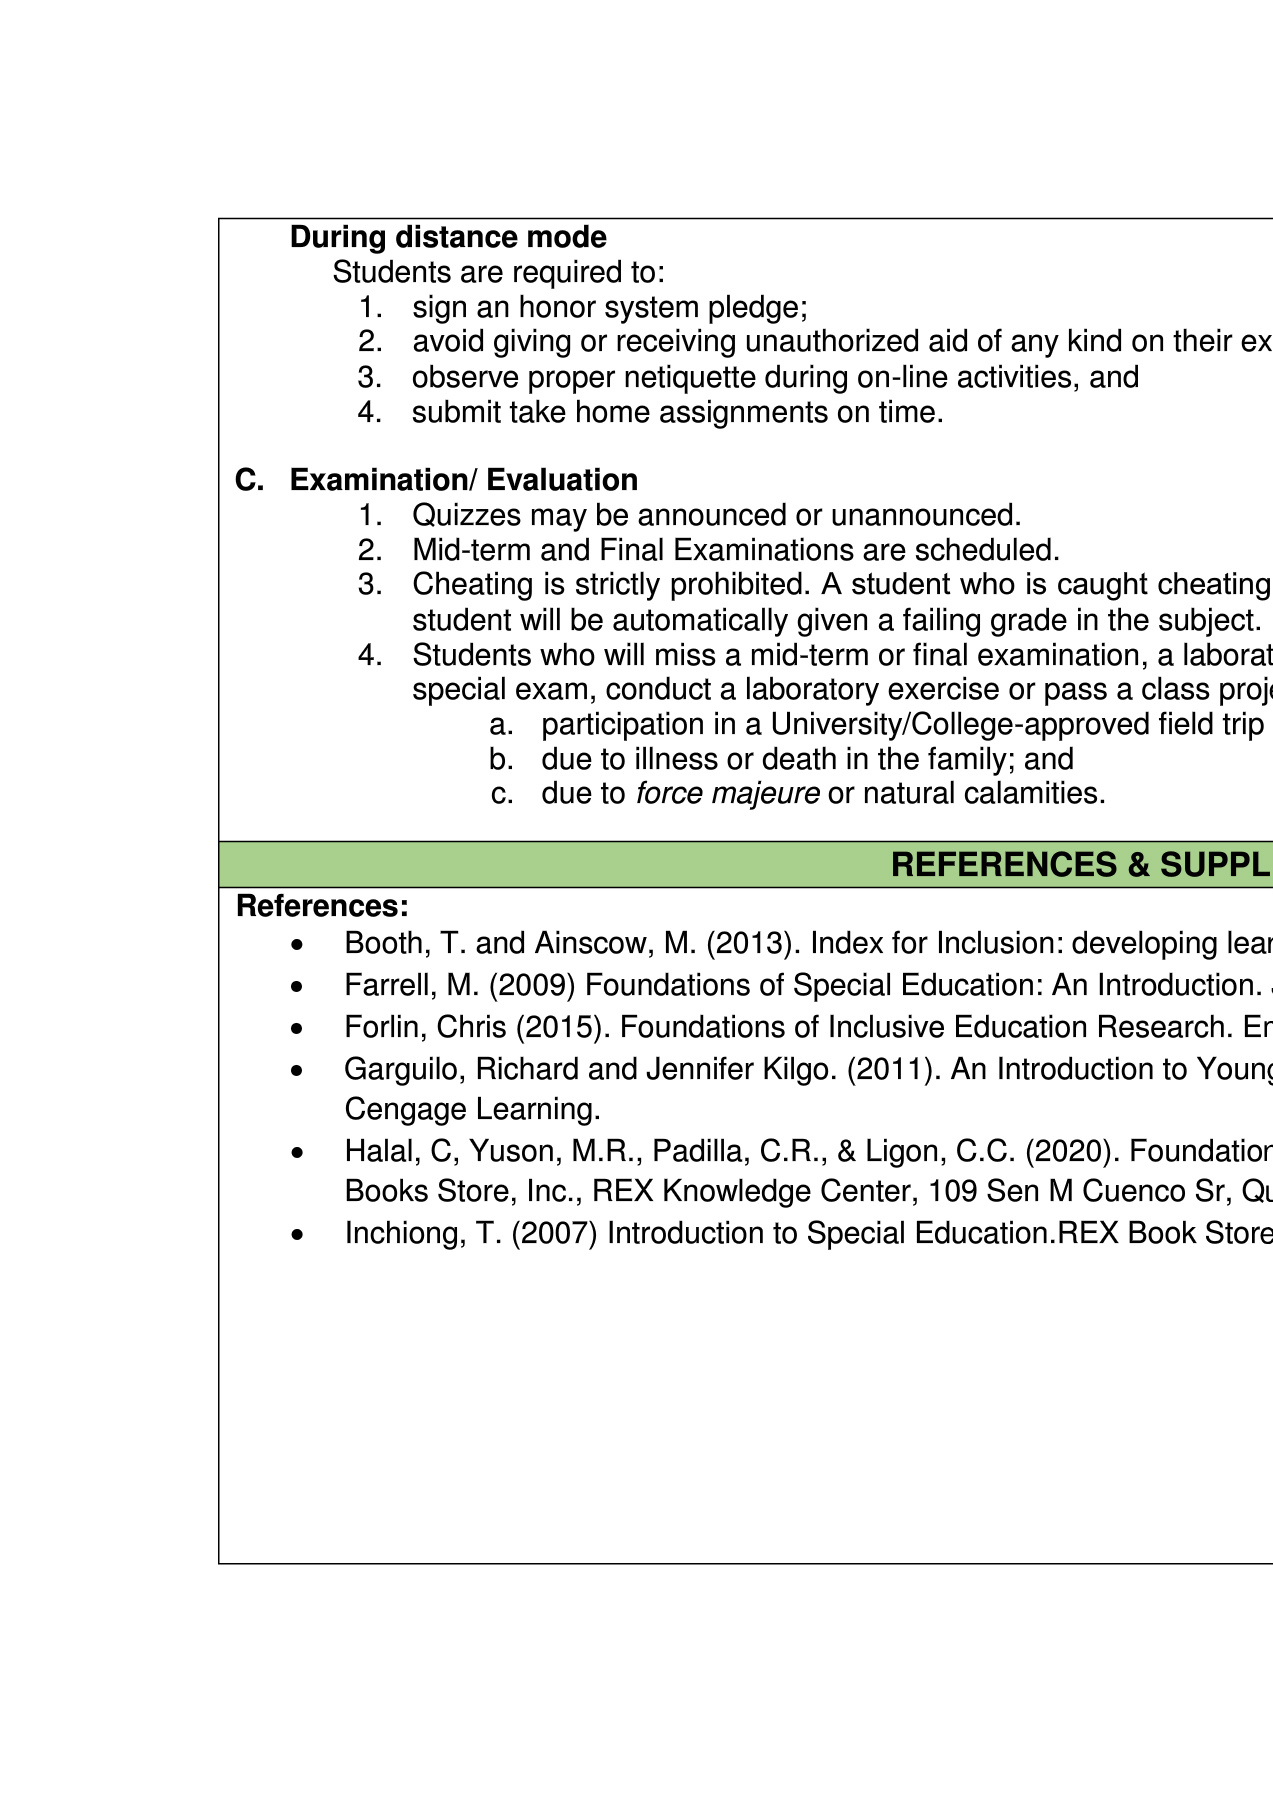 During distance mode
Students are required to:
1. sign an honor system pledge;
2. avoid giving or receiving unauthorized aid of any kind on their ex
3. observe proper netiquette during on-line activities, and
4. submit take home assignments on time.
C. Examination/ Evaluation
1. Quizzes may be announced or unannounced.
2. Mid-term and Final Examinations are scheduled.
3. Cheating is strictly prohibited. A student who is caught cheating
student will be automatically given a failing grade in the subject.
4. Students who will miss a mid-term or final examination, a laborat
special exam, conduct a laboratory exercise or pass a class proje
a. participation in a University/College-approved field trip
b. due to illness or death in the family; and
c. due to force majeure or natural calamities.
REFERENCES & SUPPL
References:
• Booth, T. and Ainscow, M. (2013). Index for Inclusion: developing lear
• Farrell, M. (2009) Foundations of Special Education: An Introduction.
• Forlin, Chris (2015). Foundations of Inclusive Education Research. En
• Garguilo, Richard and Jennifer Kilgo. (2011). An Introduction to Young
Cengage Learning.
• Halal, C, Yuson, M.R., Padilla, C.R., & Ligon, C.C. (2020). Foundation
Books Store, Inc., REX Knowledge Center, 109 Sen M Cuenco Sr, Qu
• Inchiong, T. (2007) Introduction to Special Education.REX Book Store